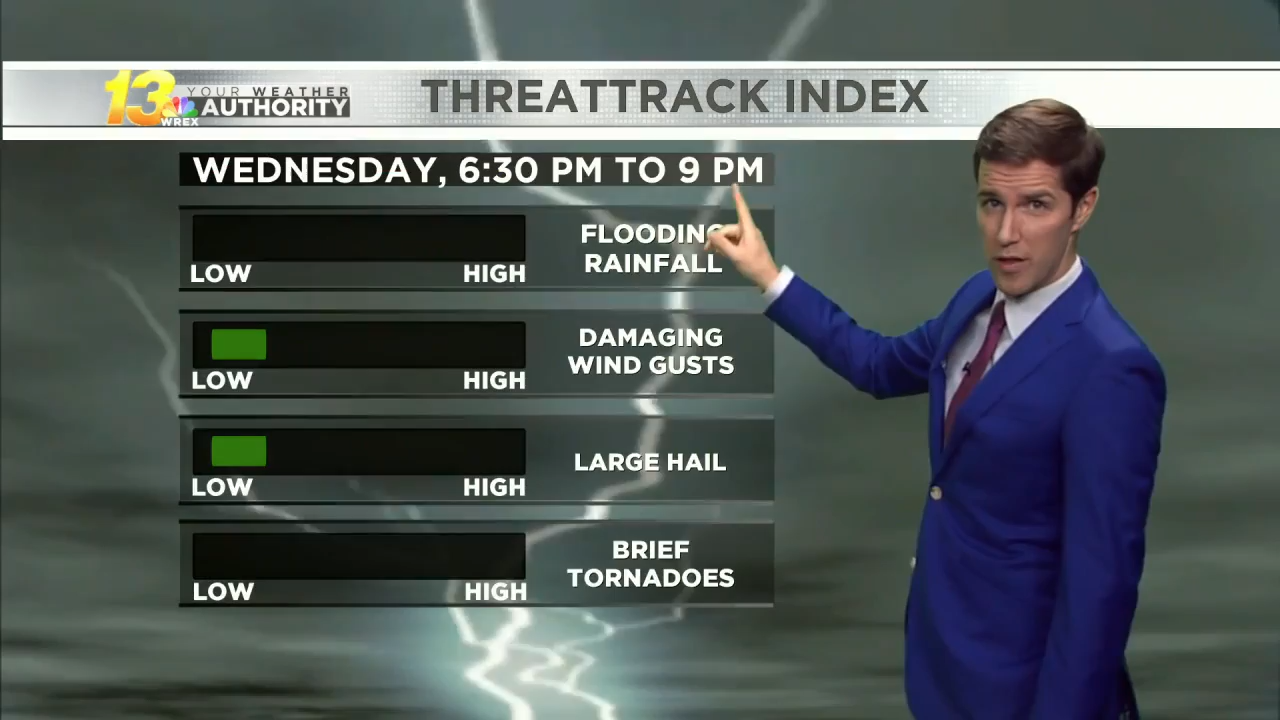 13
WREX
YOUR WEATHER
AUTHORITY
THREATTRACK INDEX
WEDNESDAY, 6:30 PM TO 9 PM
FLOODING
RAINFALL
LOW HIGH
DAMAGING
WIND GUSTS
LOW HIGH
LARGE HAIL
LOW HIGH
BRIEF
TORNADOES
LOW HIGH